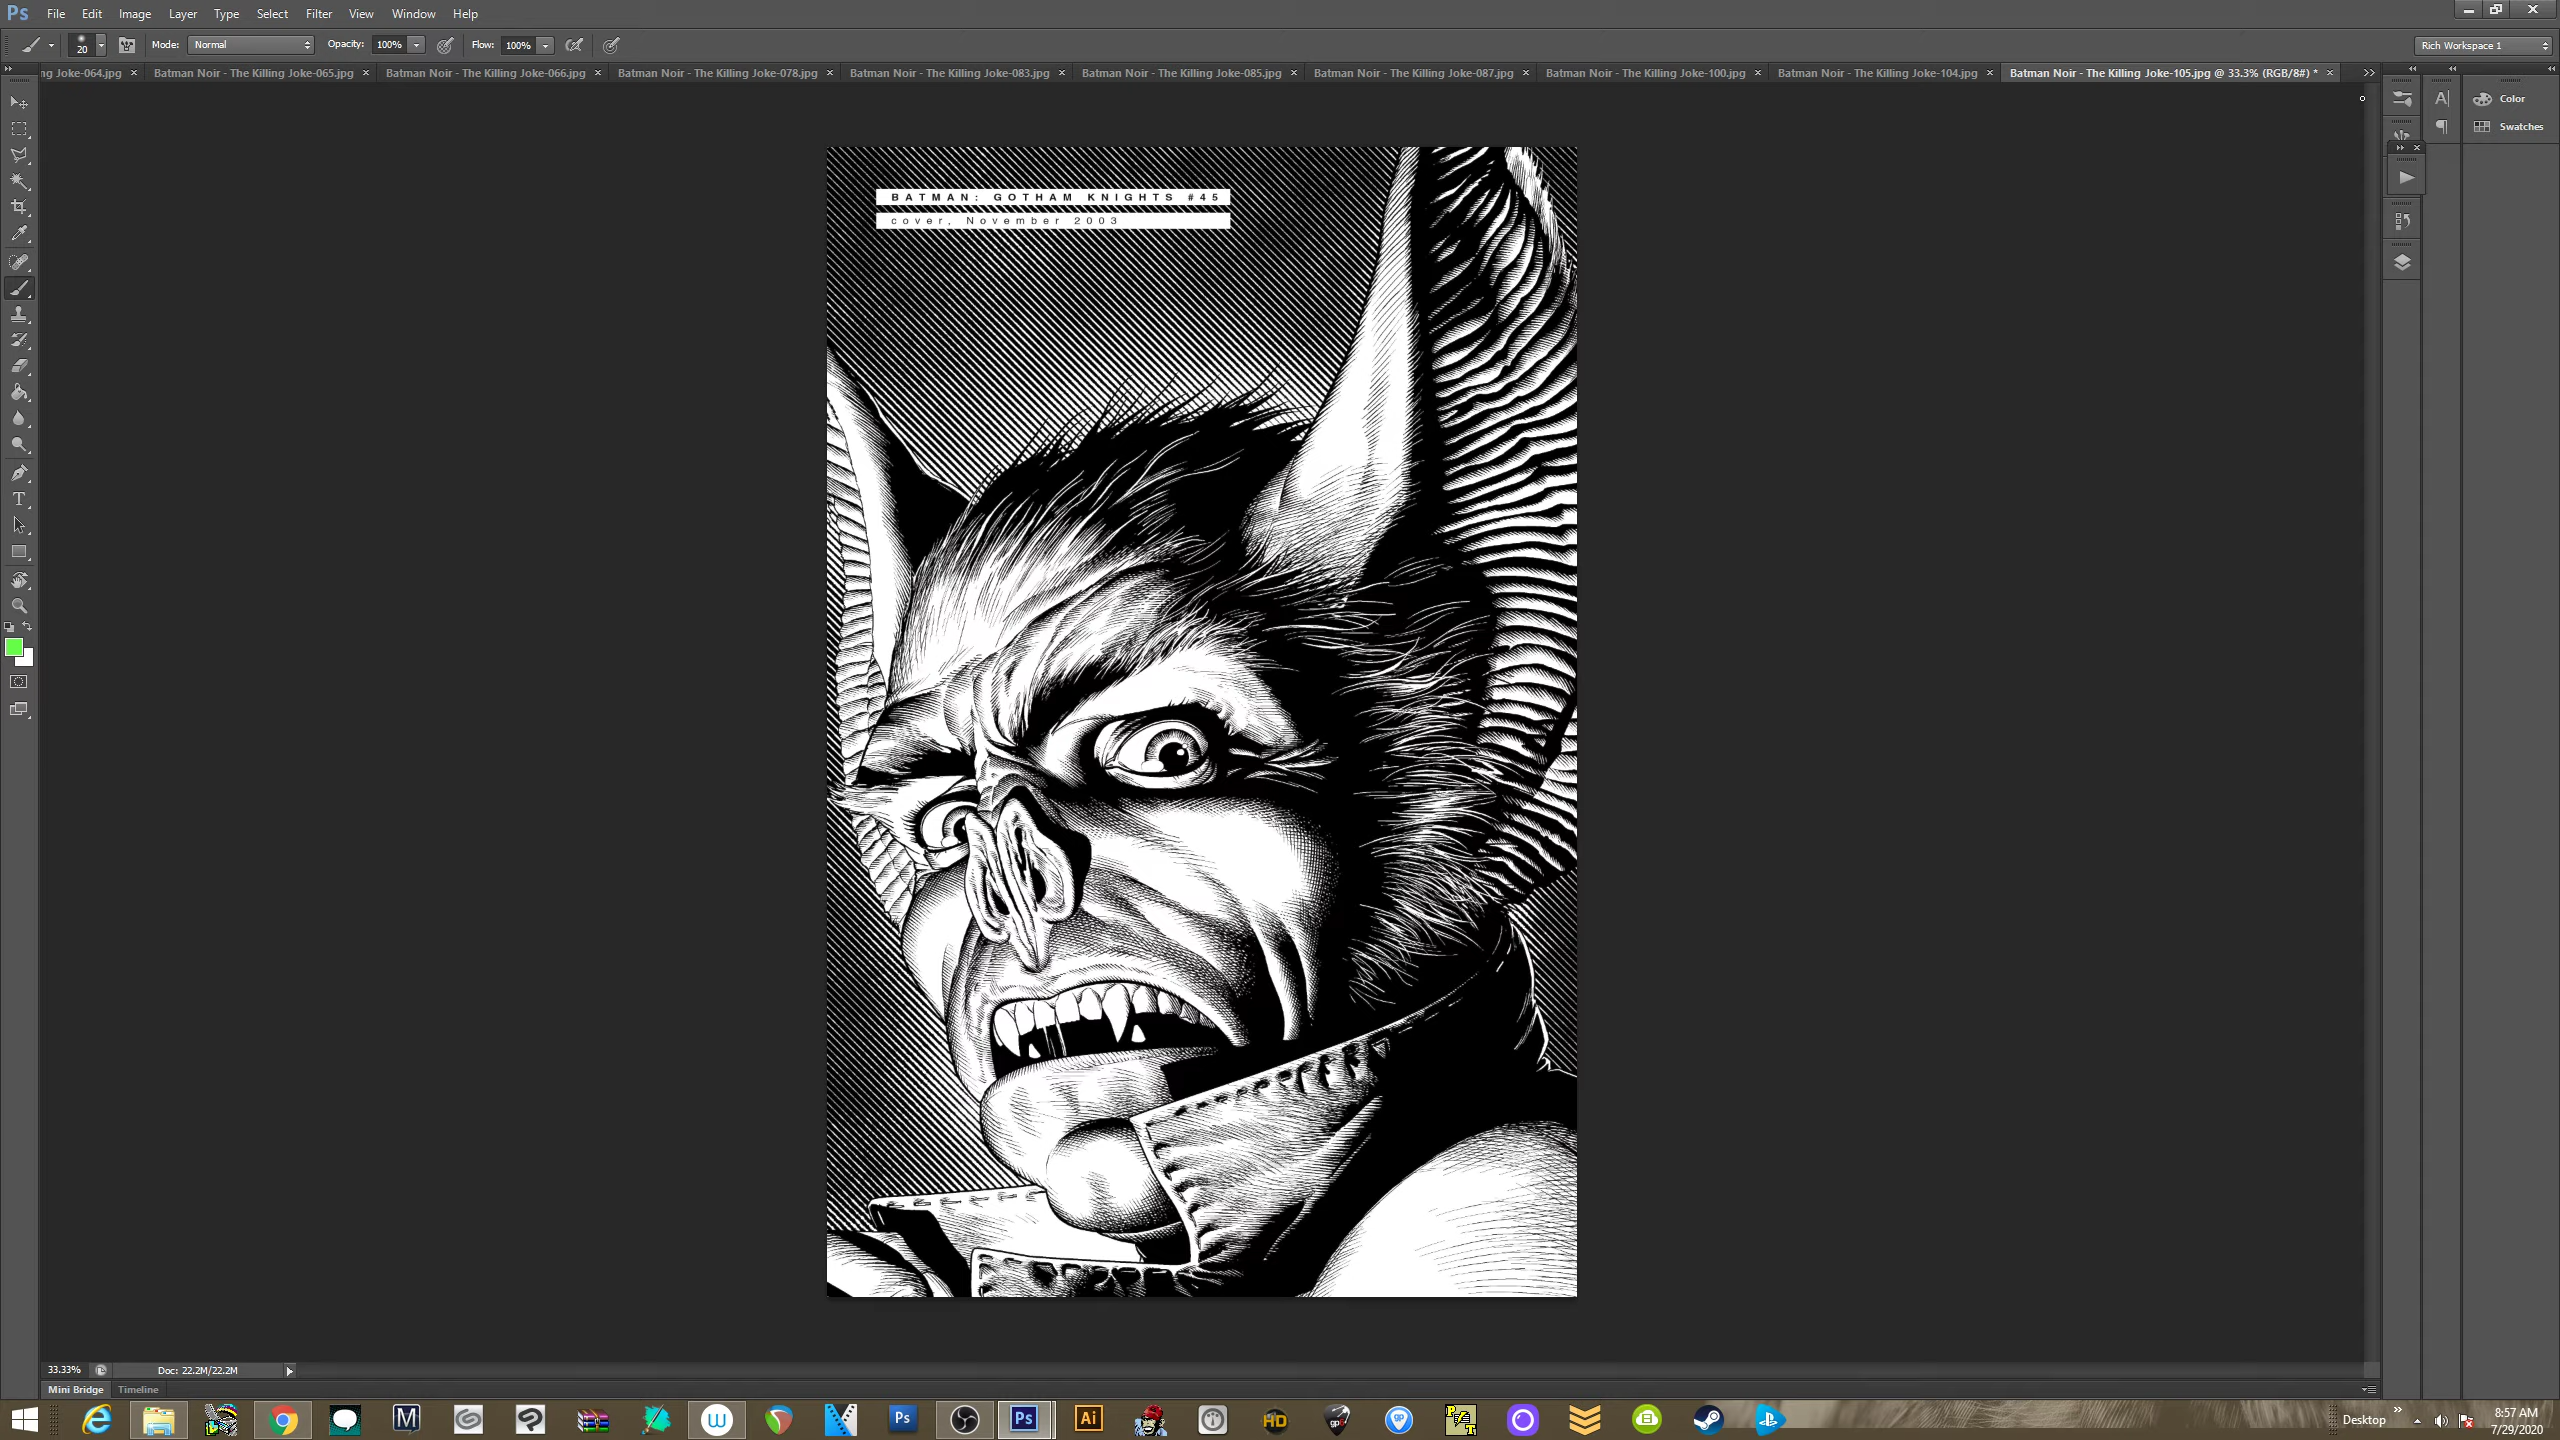 Ps File Edit Image Layer Type Select Filter View Window Help
20 Mode: Normal Opacity: 100% Flow: 100% Rich Workspace 1
ng Joke-064.jpg × Batman Noir - The Killing Joke-065.jpg × Batman Noir - The Killing Joke-066.jpg × Batman Noir - The Killing Joke-078.jpg × Batman Noir - The Killing Joke-083.jpg × Batman Noir - The Killing Joke-085.jpg × Batman Noir - The Killing Joke-087.jpg × Batman Noir - The Killing Joke-100.jpg × Batman Noir - The Killing Joke-104.jpg × Batman Noir - The Killing Joke-105.jpg @ 33.3% (RGB/8#) * ×
Color
Swatches
BATMAN: GOTHAM KNIGHTS #45
cover, November 2003
33.33% Doc: 22.2M/22.2M
Mini Bridge Timeline
Desktop
8:57 AM
7/29/2020